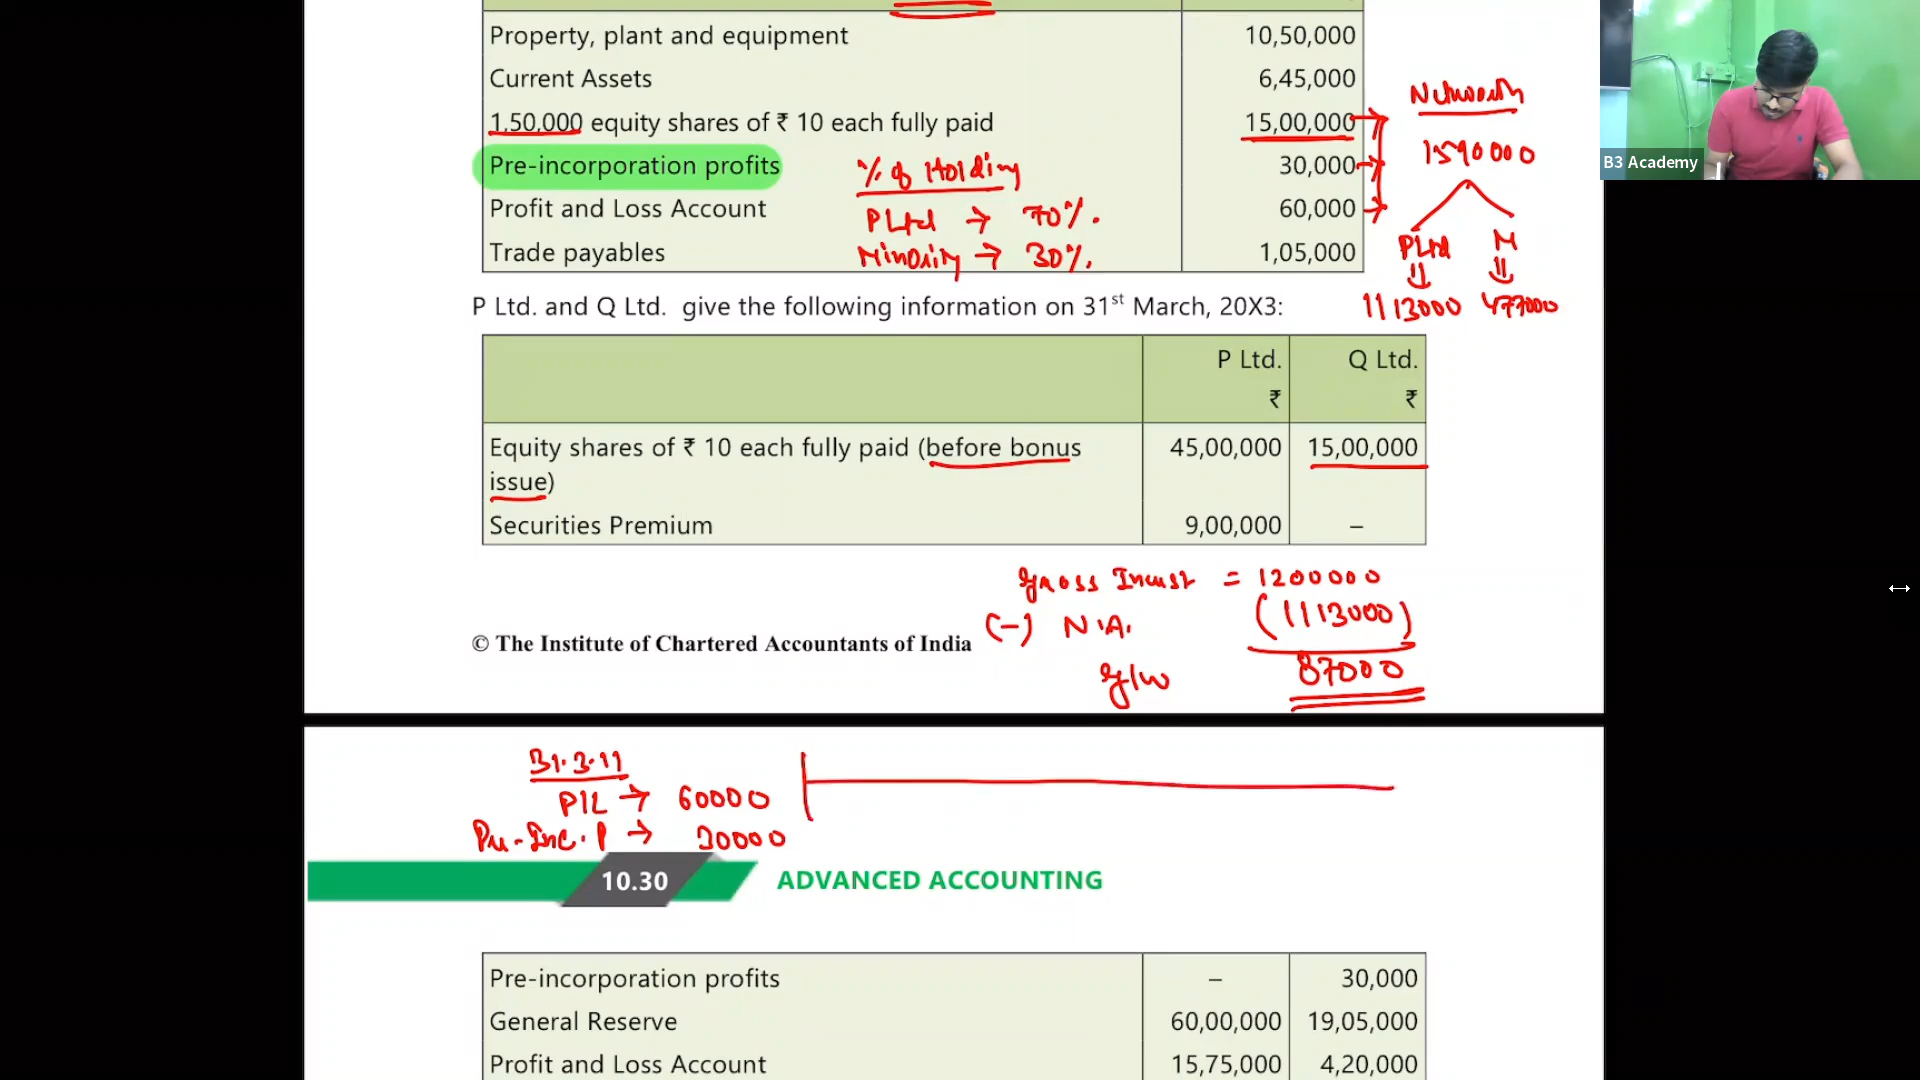 Property, plant and equipment 10,50,000
Current Assets 6,45,000
Networth
1,50,000 equity shares of ₹ 10 each fully paid 15,00,000
1590000
B3 Academy
Pre-incorporation profits 30,000
% of Holding
Profit and Loss Account 60,000
P Ltd → 70%.
P Ltd M
Trade payables 1,05,000
Minority → 30%.
1113000 477000
P Ltd. and Q Ltd. give the following information on 31st March, 20X3:
P Ltd. Q Ltd.
₹ ₹
Equity shares of ₹ 10 each fully paid (before bonus 45,00,000 15,00,000
issue)
Securities Premium 9,00,000 –
Gross Invest = 1200000
(-) N.A. (1113000)
© The Institute of Chartered Accountants of India
G/w 87000
31.3.11
P/L → 60000
Pre-Inc. P → 30000
10.30 ADVANCED ACCOUNTING
Pre-incorporation profits – 30,000
General Reserve 60,00,000 19,05,000
Profit and Loss Account 15,75,000 4,20,000